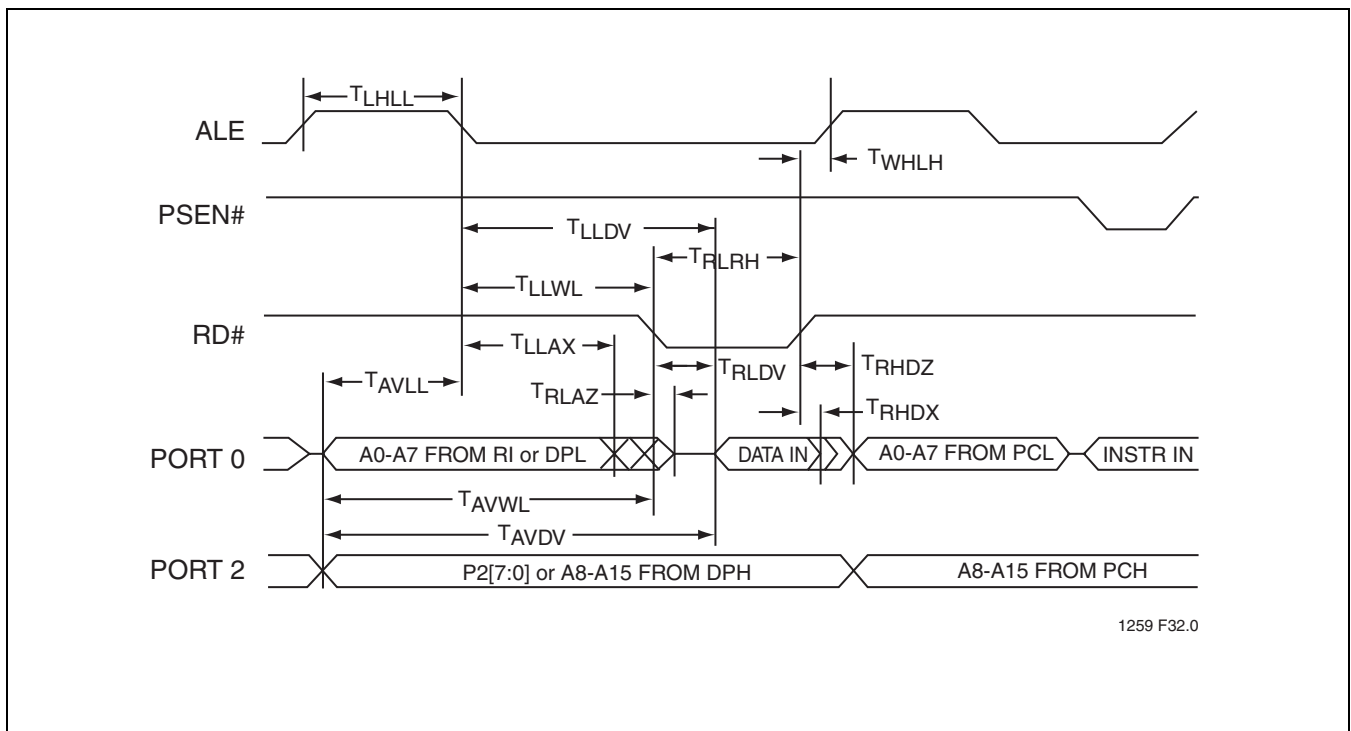 TLHLL
ALE
TWHLH
PSEN#
TLLDV
TRLRH
TLLWL
RD#
TLLAX
TRLDV
TRHDZ
TAVLL
TRLAZ
TRHDX
PORT 0
A0-A7 FROM RI or DPL
DATA IN
A0-A7 FROM PCL
INSTR IN
TAVWL
TAVDV
PORT 2
P2[7:0] or A8-A15 FROM DPH
A8-A15 FROM PCH
1259 F32.0